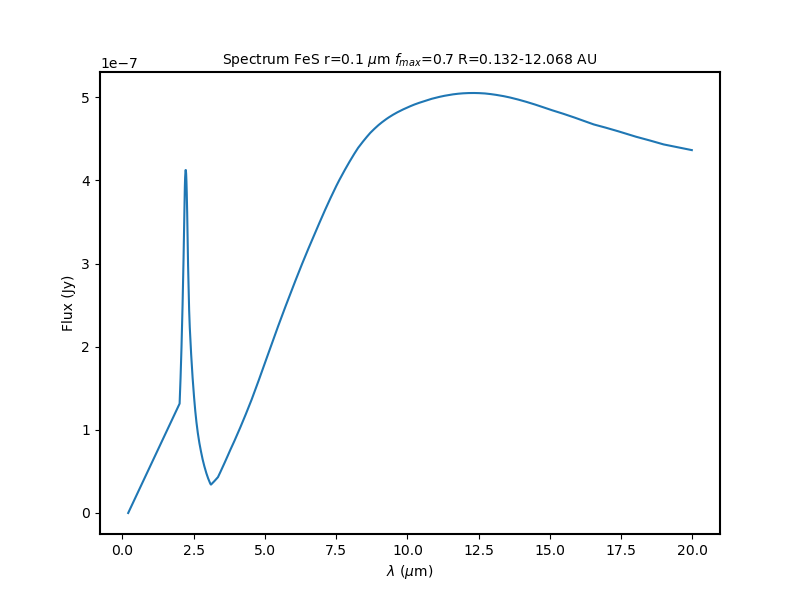 Spectrum FeS r=0.1 μm f_max=0.7 R=0.132-12.068 AU
1e−7
5
4
3
2
1
0
Flux (Jy)
0.0 2.5 5.0 7.5 10.0 12.5 15.0 17.5 20.0
λ (μm)